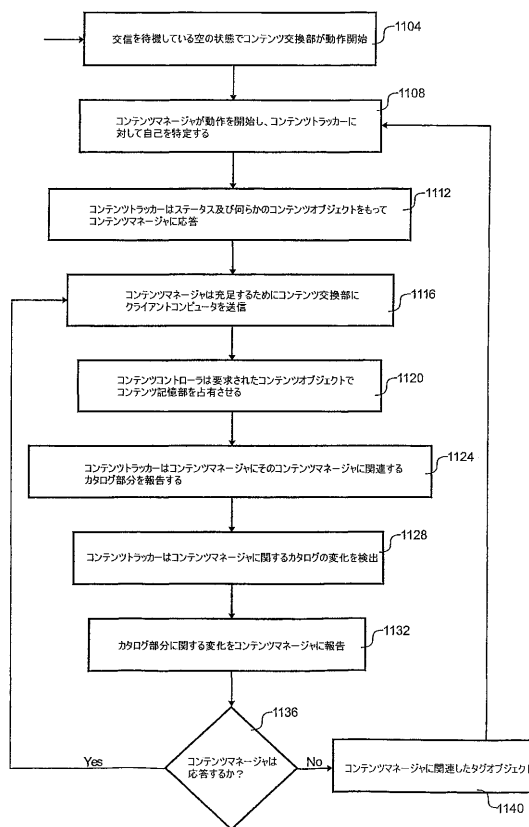 交信を待機している空の状態でコンテンツ交換部が動作開始
1104
コンテンツマネージャが動作を開始し、コンテンツトラッカーに
対して自己を特定する
1108
コンテンツトラッカーはステータス及び何らかのコンテンツオブジェクトをもって
コンテンツマネージャに応答
1112
コンテンツマネージャは充足するためにコンテンツ交換部に
クライアントコンピュータを送信
1116
コンテンツコントローラは要求されたコンテンツオブジェクトで
コンテンツ記憶部を占有させる
1120
コンテンツトラッカーはコンテンツマネージャにそのコンテンツマネージャに関連する
カタログ部分を報告する
1124
コンテンツトラッカーはコンテンツマネージャに関するカタログの変化を検出
1128
カタログ部分に関する変化をコンテンツマネージャに報告
1132
コンテンツマネージャは
応答するか?
1136
Yes
No
コンテンツマネージャに関連したタグオブジェクト
1140